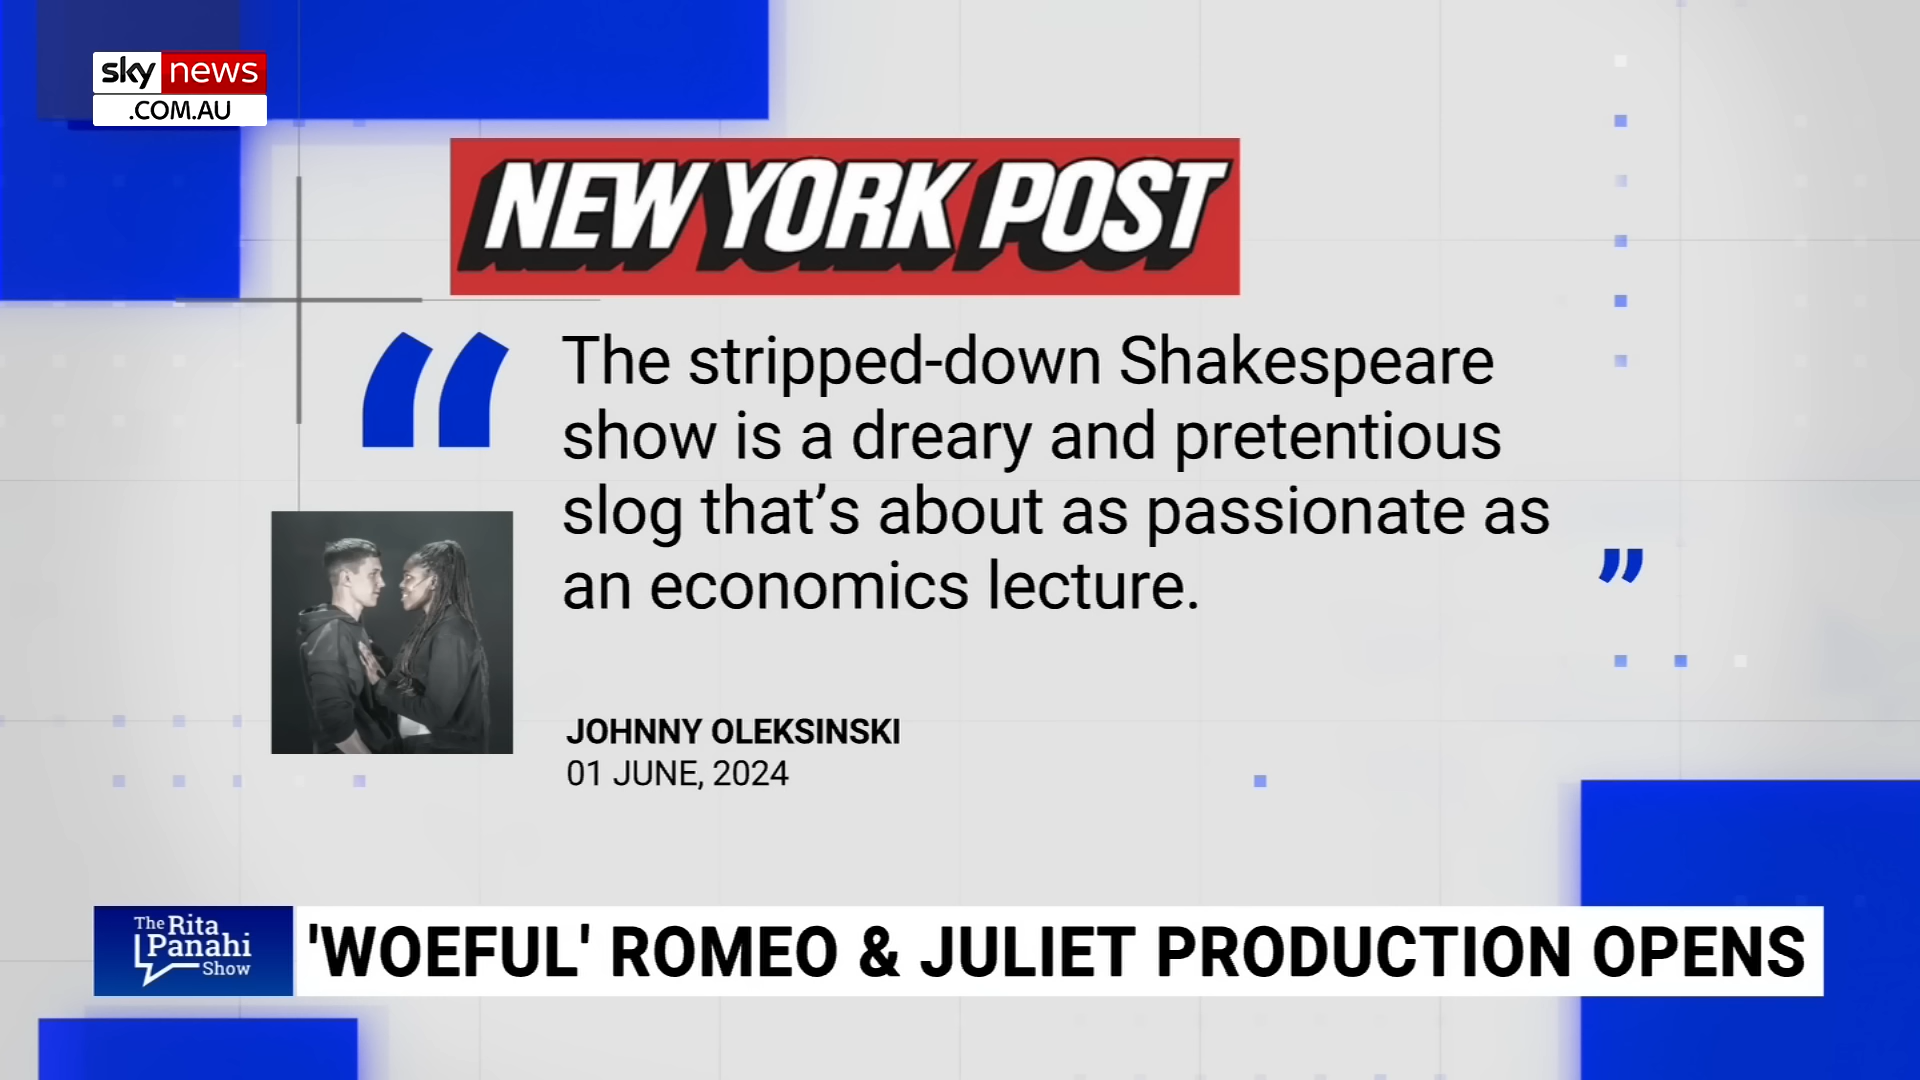 sky news
.COM.AU
NEW YORK POST
“
The stripped-down Shakespeare
show is a dreary and pretentious
slog that’s about as passionate as
an economics lecture.
”
JOHNNY OLEKSINSKI
01 JUNE, 2024
The Rita
Panahi
Show
'WOEFUL' ROMEO & JULIET PRODUCTION OPENS